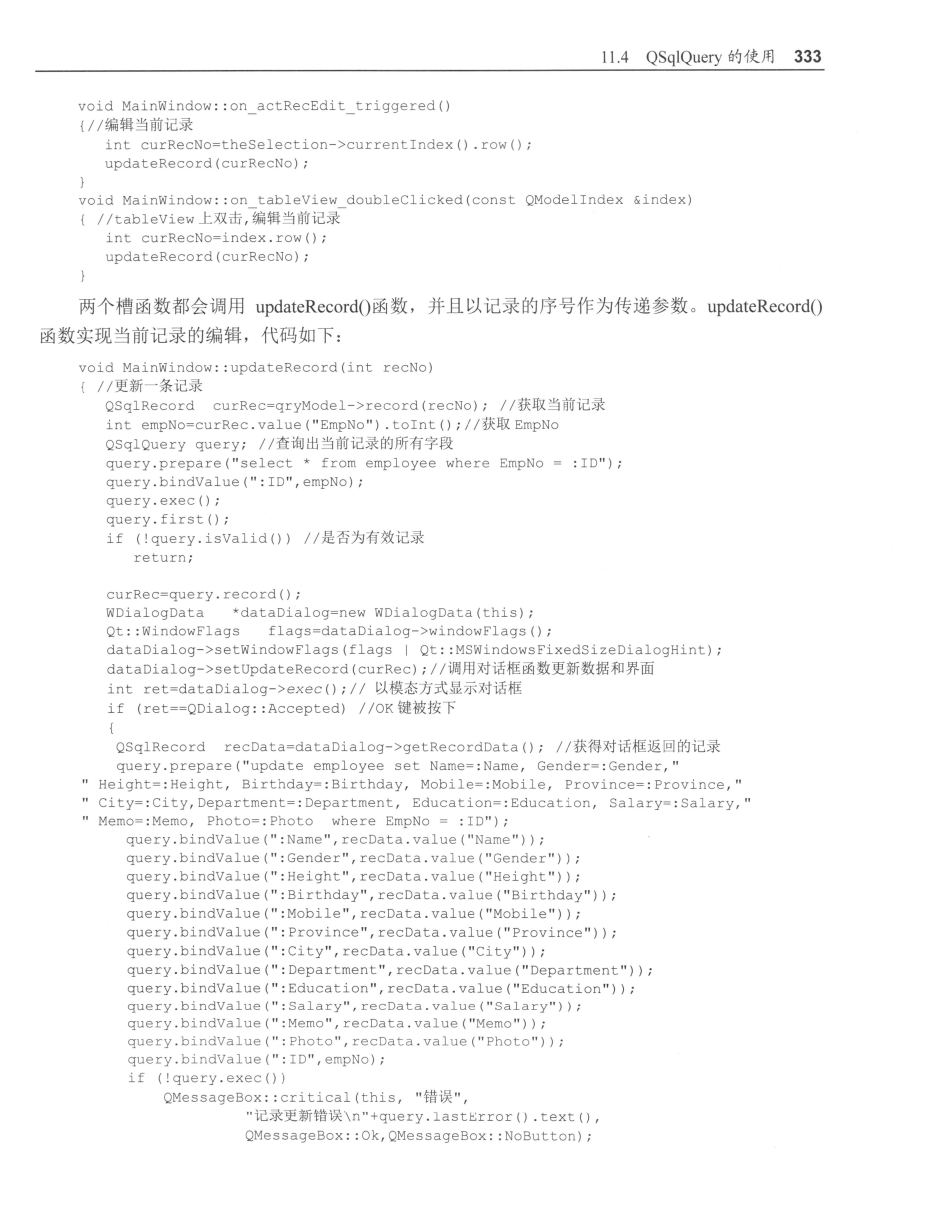 11.4 QSqlQuery 的使用 333
void MainWindow::on_actRecEdit_triggered()
{//编辑当前记录
int curRecNo=theSelection->currentIndex().row();
updateRecord(curRecNo);
}
void MainWindow::on_tableView_doubleClicked(const QModelIndex &index)
{ //tableView 上双击,编辑当前记录
int curRecNo=index.row();
updateRecord(curRecNo);
}
两个槽函数都会调用 updateRecord()函数，并且以记录的序号作为传递参数。updateRecord()
函数实现当前记录的编辑，代码如下：
void MainWindow::updateRecord(int recNo)
{ //更新一条记录
QSqlRecord curRec=qryModel->record(recNo); //获取当前记录
int empNo=curRec.value("EmpNo").toInt();//获取 EmpNo
QSqlQuery query; //查询出当前记录的所有字段
query.prepare("select * from employee where EmpNo = :ID");
query.bindValue(":ID",empNo);
query.exec();
query.first();
if (!query.isValid()) //是否为有效记录
return;
curRec=query.record();
WDialogData *dataDialog=new WDialogData(this);
Qt::WindowFlags flags=dataDialog->windowFlags();
dataDialog->setWindowFlags(flags | Qt::MSWindowsFixedSizeDialogHint);
dataDialog->setUpdateRecord(curRec);//调用对话框函数更新数据和界面
int ret=dataDialog->exec();// 以模态方式显示对话框
if (ret==QDialog::Accepted) //OK 键被按下
{
QSqlRecord recData=dataDialog->getRecordData(); //获得对话框返回的记录
query.prepare("update employee set Name=:Name, Gender=:Gender,"
" Height=:Height, Birthday=:Birthday, Mobile=:Mobile, Province=:Province,"
" City=:City,Department=:Department, Education=:Education, Salary=:Salary,"
" Memo=:Memo, Photo=:Photo where EmpNo = :ID");
query.bindValue(":Name",recData.value("Name"));
query.bindValue(":Gender",recData.value("Gender"));
query.bindValue(":Height",recData.value("Height"));
query.bindValue(":Birthday",recData.value("Birthday"));
query.bindValue(":Mobile",recData.value("Mobile"));
query.bindValue(":Province",recData.value("Province"));
query.bindValue(":City",recData.value("City"));
query.bindValue(":Department",recData.value("Department"));
query.bindValue(":Education",recData.value("Education"));
query.bindValue(":Salary",recData.value("Salary"));
query.bindValue(":Memo",recData.value("Memo"));
query.bindValue(":Photo",recData.value("Photo"));
query.bindValue(":ID",empNo);
if (!query.exec())
QMessageBox::critical(this, "错误",
"记录更新错误\n"+query.lastError().text(),
QMessageBox::Ok,QMessageBox::NoButton);